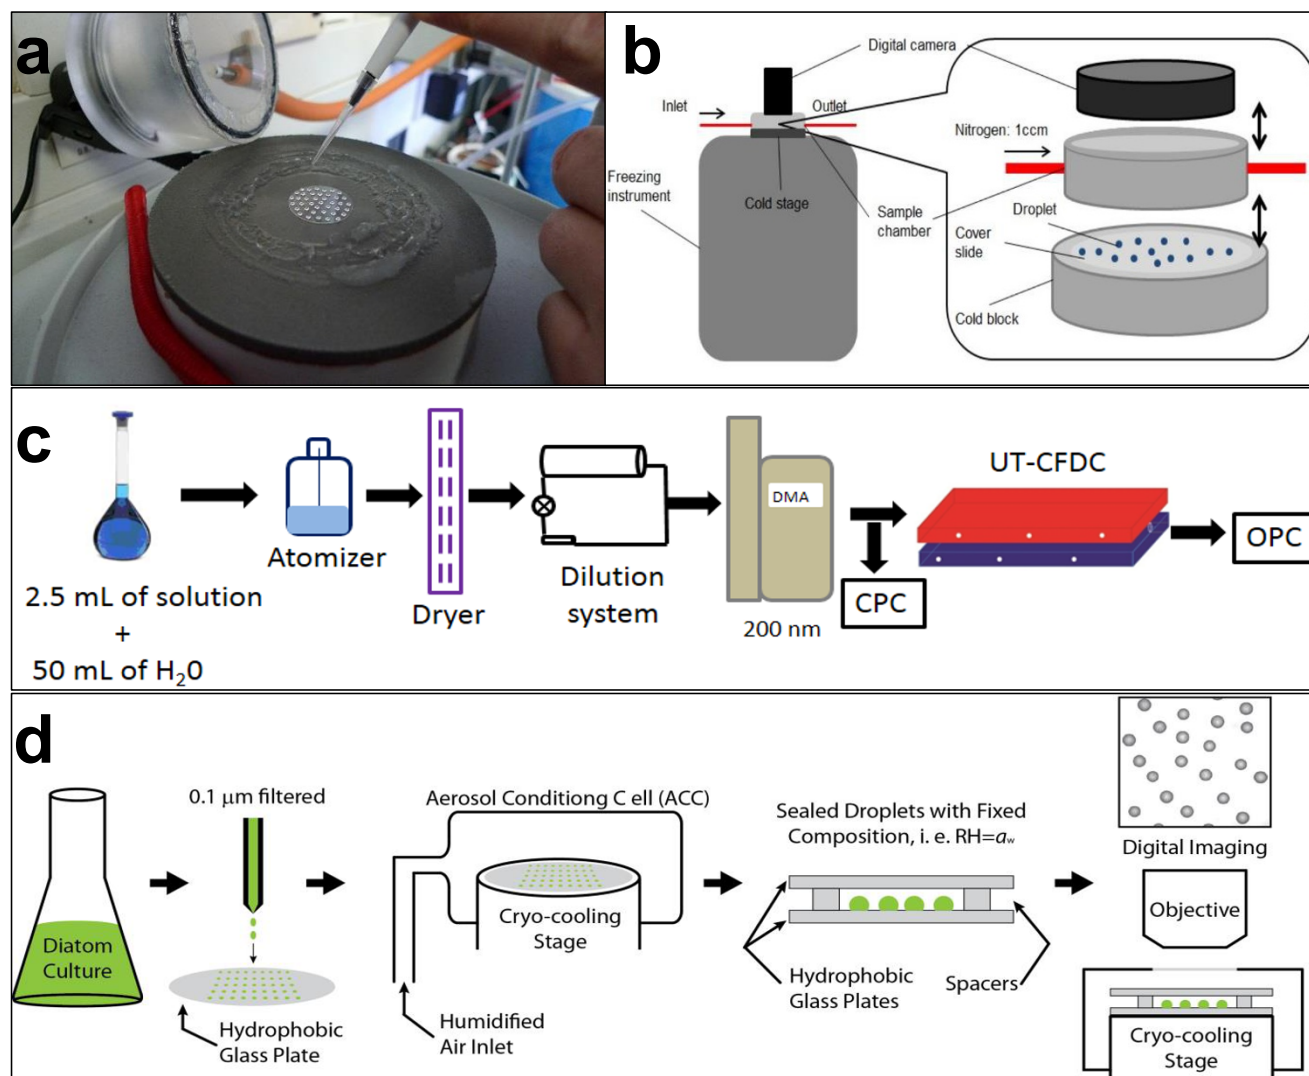 a
b
Digital camera
Inlet
Outlet
Nitrogen: 1ccm
Freezing
instrument
Cold stage
Sample
chamber
Droplet
Cover
slide
Cold block
c
UT-CFDC
DMA
OPC
Atomizer
Dilution
system
CPC
2.5 mL of solution
+
50 mL of H₂0
Dryer
200 nm
d
0.1 µm filtered
Aerosol Conditiong C ell (ACC)
Sealed Droplets with Fixed
Composition, i. e. RH=aw
Digital Imaging
Diatom
Culture
Cryo-cooling
Stage
Objective
Hydrophobic
Glass Plate
Humidified
Air Inlet
Hydrophobic
Glass Plates
Spacers
Cryo-cooling
Stage